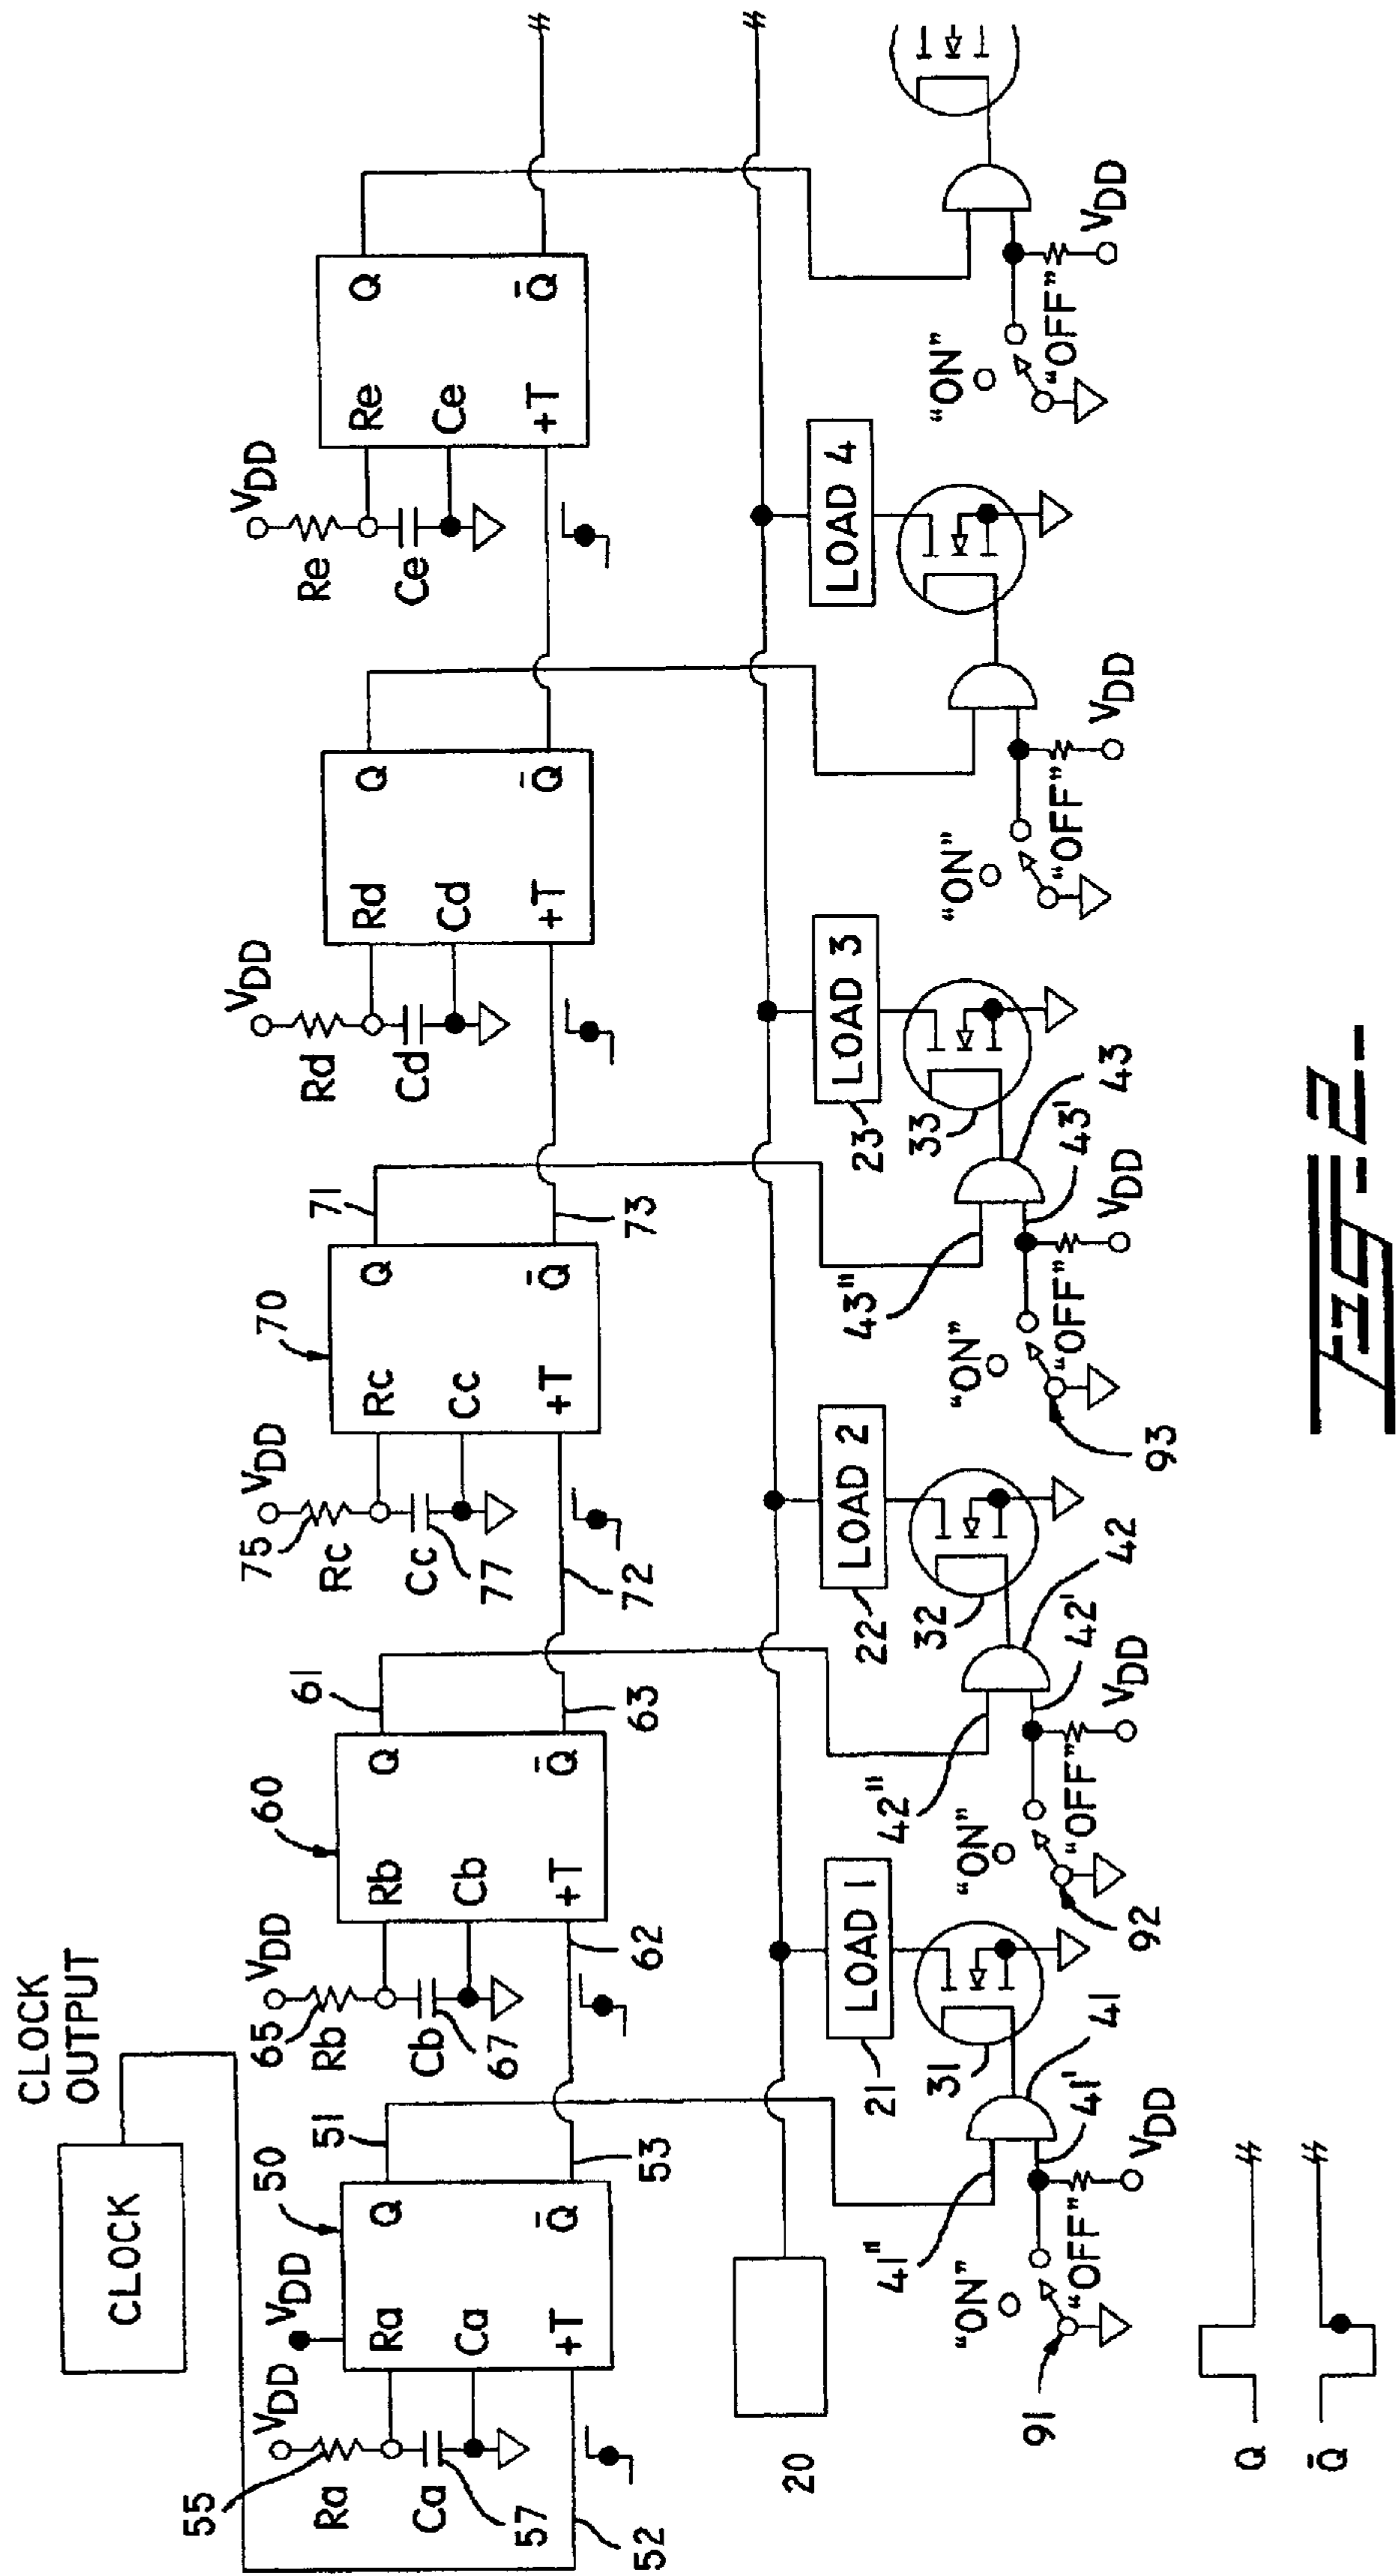 CLOCK
OUTPUT
CLOCK
55
VDD
VDD
50
51
65
VDD
60
61
75
VDD
70
71
VDD
VDD
Ra
Ca
57
52
Ra
Ca
+T
Q
Q̄
53
Rb
Cb
67
62
Rb
Cb
+T
Q
Q̄
63
Rc
Cc
77
72
Rc
Cc
+T
Q
Q̄
73
Rd
Cd
Rd
Cd
+T
Q
Q̄
Re
Ce
Re
Ce
+T
Q
Q̄
20
LOAD 1
LOAD 2
LOAD 3
LOAD 4
21
22
23
31
32
33
41"
41
41'
42"
42
42'
43"
43
43'
"ON"
"OFF"
VDD
91
"ON"
"OFF"
VDD
92
"ON"
"OFF"
VDD
93
"ON"
"OFF"
VDD
"ON"
"OFF"
VDD
Q
Q̄
FIG-2-